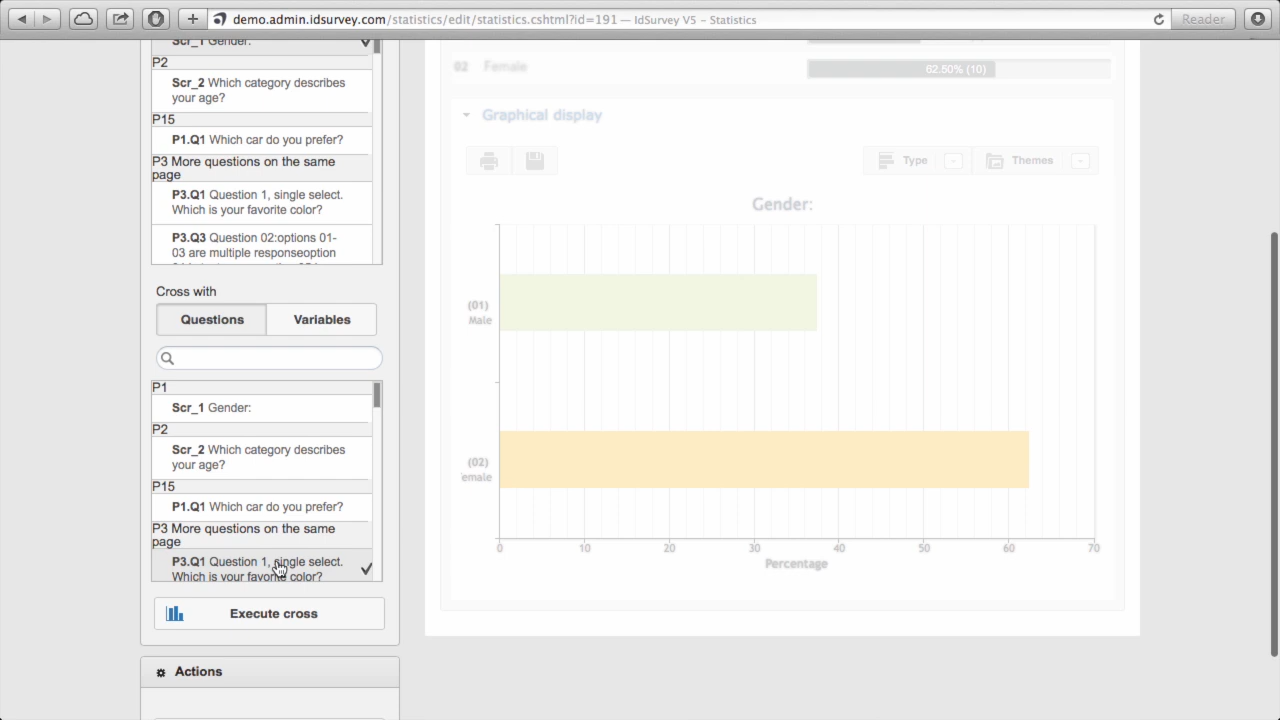 demo.admin.idsurvey.com/statistics/edit/statistics.cshtml?id=191 — IdSurvey V5 - Statistics
Reader
Scr_1 Gender:
P2
Scr_2 Which category describes
your age?
P15
P1.Q1 Which car do you prefer?
P3 More questions on the same
page
P3.Q1 Question 1, single select.
Which is your favorite color?
P3.Q3 Question 02:options 01-
03 are multiple responseoption
Cross with
Questions
Variables
P1
Scr_1 Gender:
P2
Scr_2 Which category describes
your age?
P15
P1.Q1 Which car do you prefer?
P3 More questions on the same
page
P3.Q1 Question 1, single select.
Which is your favorite color?
Execute cross
Actions
02 Female
62.50% (10)
Graphical display
Type
Themes
Gender:
(01)
Male
(02)
emale
0 10 20 30 40 50 60 70
Percentage